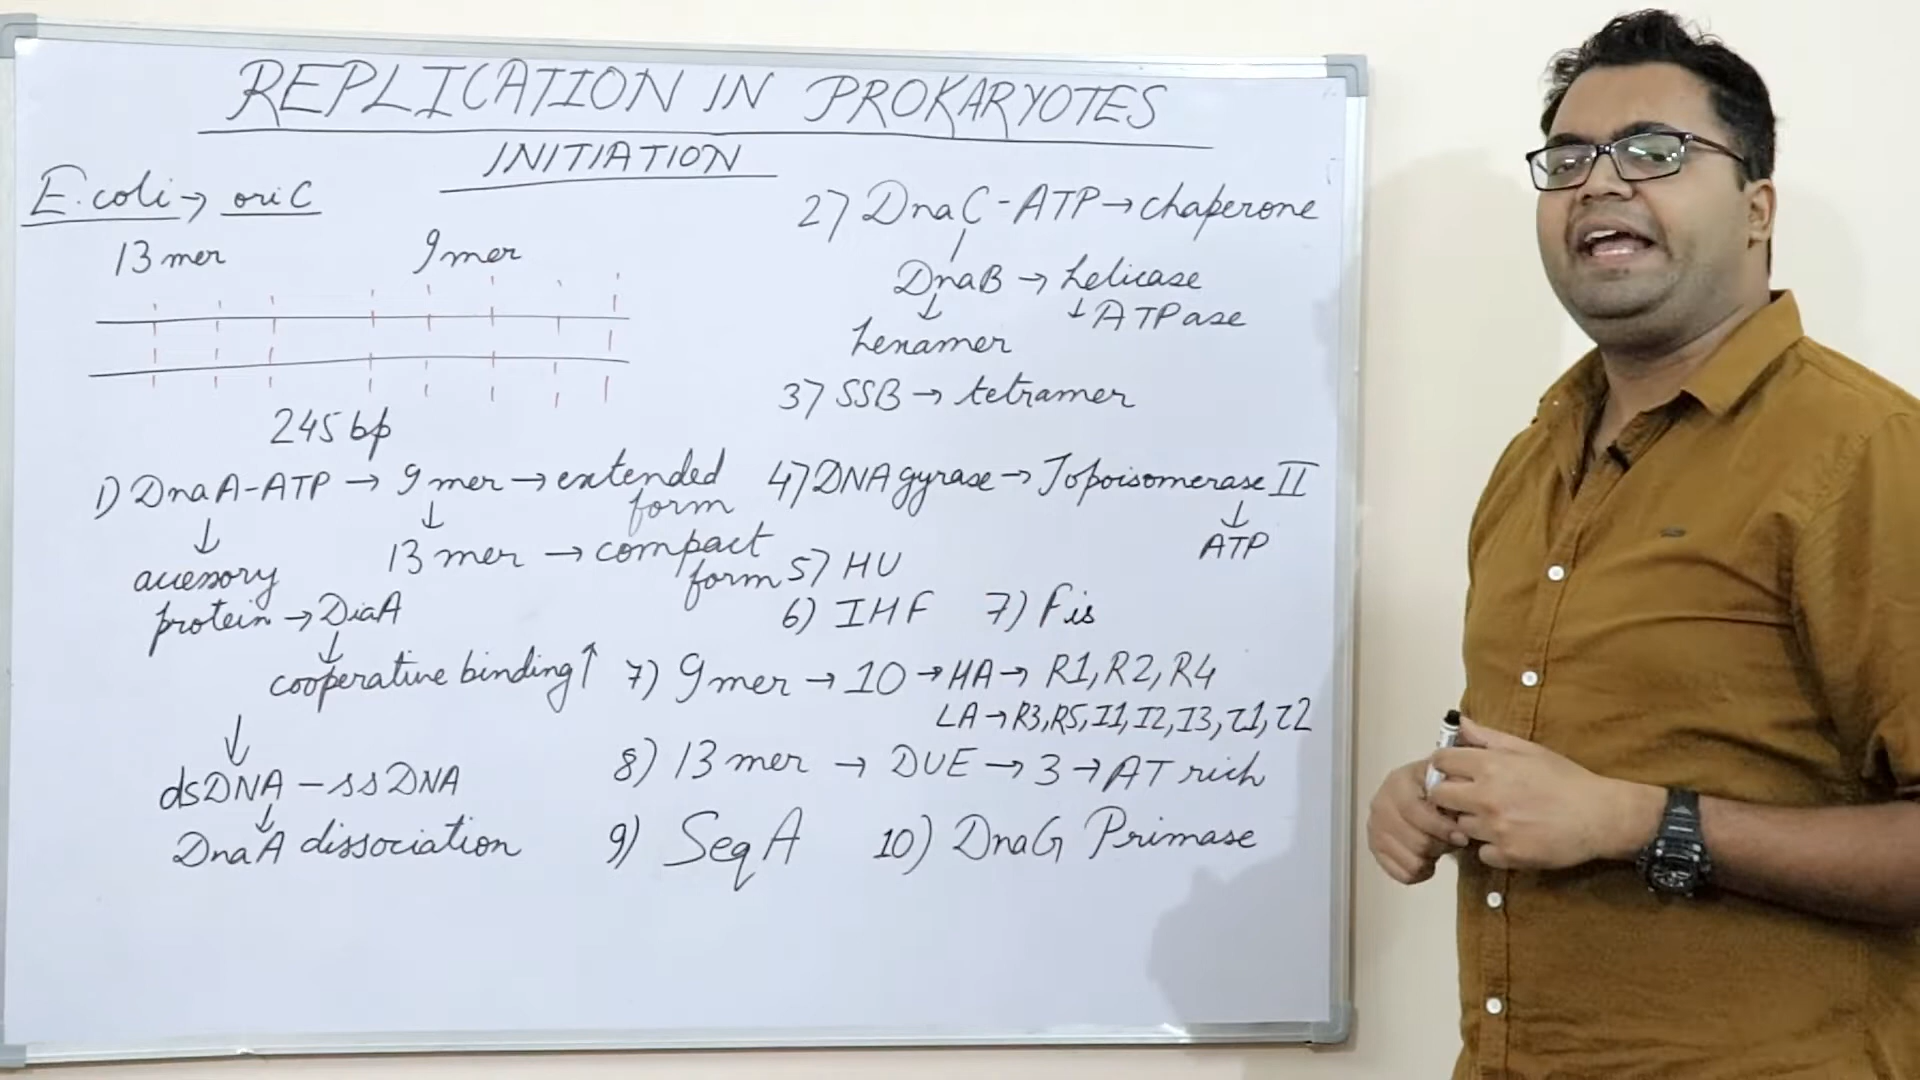 REPLICATION IN PROKARYOTES
INITIATION
E.coli → oriC
13 mer 9 mer
245 bp
1) DnaA-ATP → 9 mer → extended form
↓ ↓
13 mer → compact form
accessory protein → DiaA
↓
cooperative binding ↑
↓
dsDNA - ssDNA
↓
DnaA dissociation
2) DnaC-ATP → chaperone
DnaB → helicase
↓ ↓ ATPase
hexamer
3) SSB → tetramer
4) DNA gyrase → Topoisomerase II
↓
ATP
5) HU
6) IHF 7) Fis
7) 9 mer → 10 → HA → R1, R2, R4
LA → R3, R5, I1, I2, I3, τ1, τ2
8) 13 mer → DUE → 3 → AT rich
9) SeqA 10) DnaG Primase